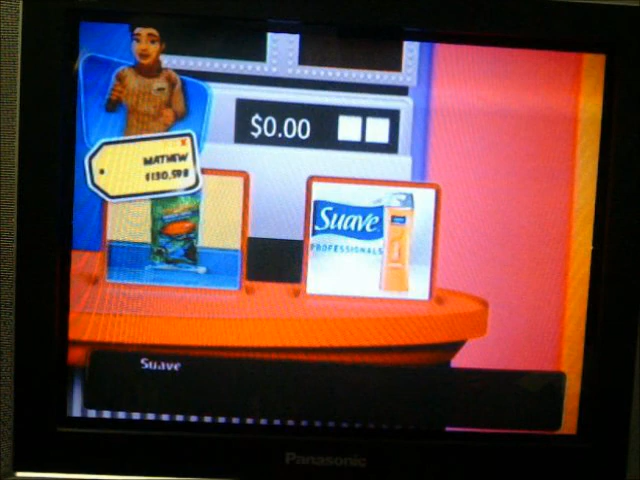 $0.00
MATHEW
$130,598
Suave
PROFESSIONALS
Suave
Panasonic